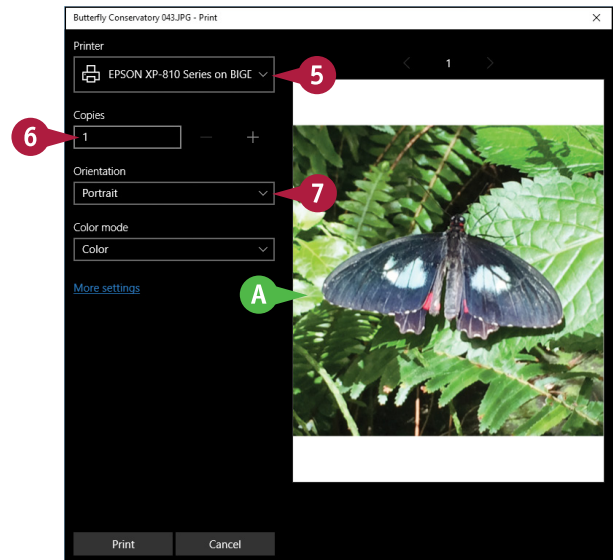 Butterfly Conservatory 043.JPG - Print
Printer
EPSON XP-810 Series on BIGD
5
1
Copies
6
1
Orientation
Portrait
7
Color mode
Color
More settings
A
Print
Cancel